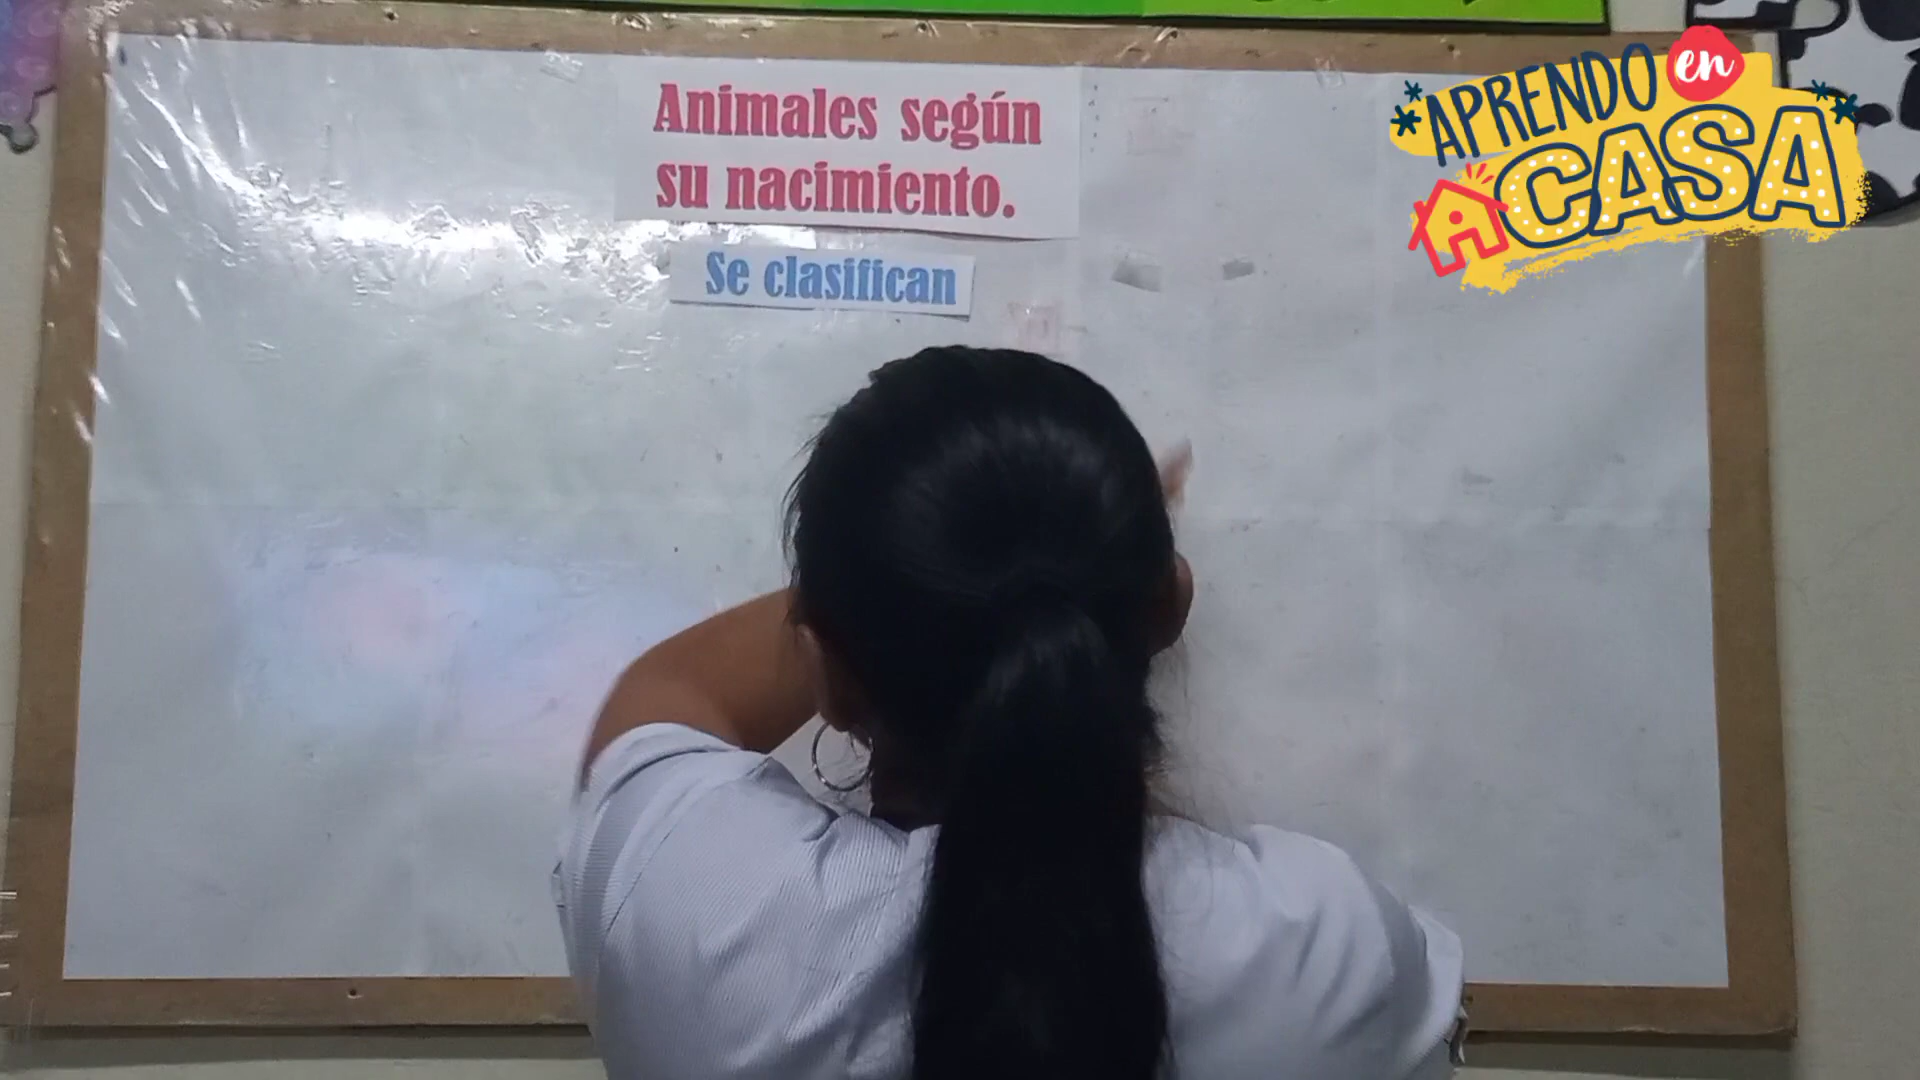 Animales según
su nacimiento.
Se clasifican
APRENDO en
CASA